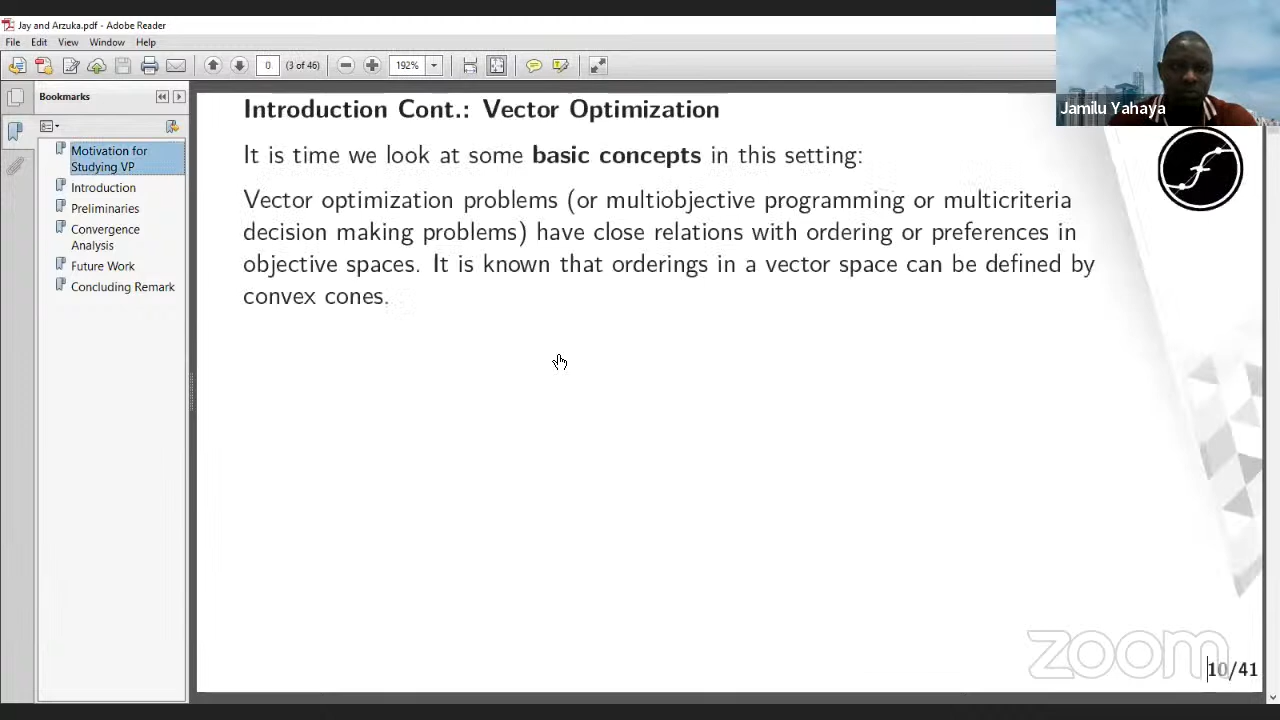 Jay and Arzuka.pdf - Adobe Reader
File Edit View Window Help
0 (3 of 46) 192%
Bookmarks
Motivation for
Studying VP
Introduction
Preliminaries
Convergence
Analysis
Future Work
Concluding Remark
Introduction Cont.: Vector Optimization
It is time we look at some basic concepts in this setting:
Vector optimization problems (or multiobjective programming or multicriteria
decision making problems) have close relations with ordering or preferences in
objective spaces. It is known that orderings in a vector space can be defined by
convex cones.
Jamilu Yahaya
zoom
10/41